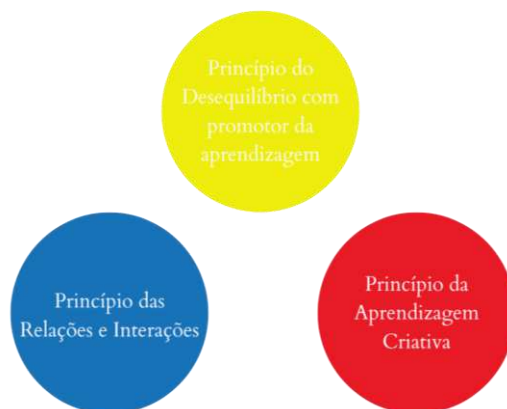 Princípio do
Desequilíbrio com
promotor da
aprendizagem
Princípio das
Relações e Interações
Princípio da
Aprendizagem
Criativa